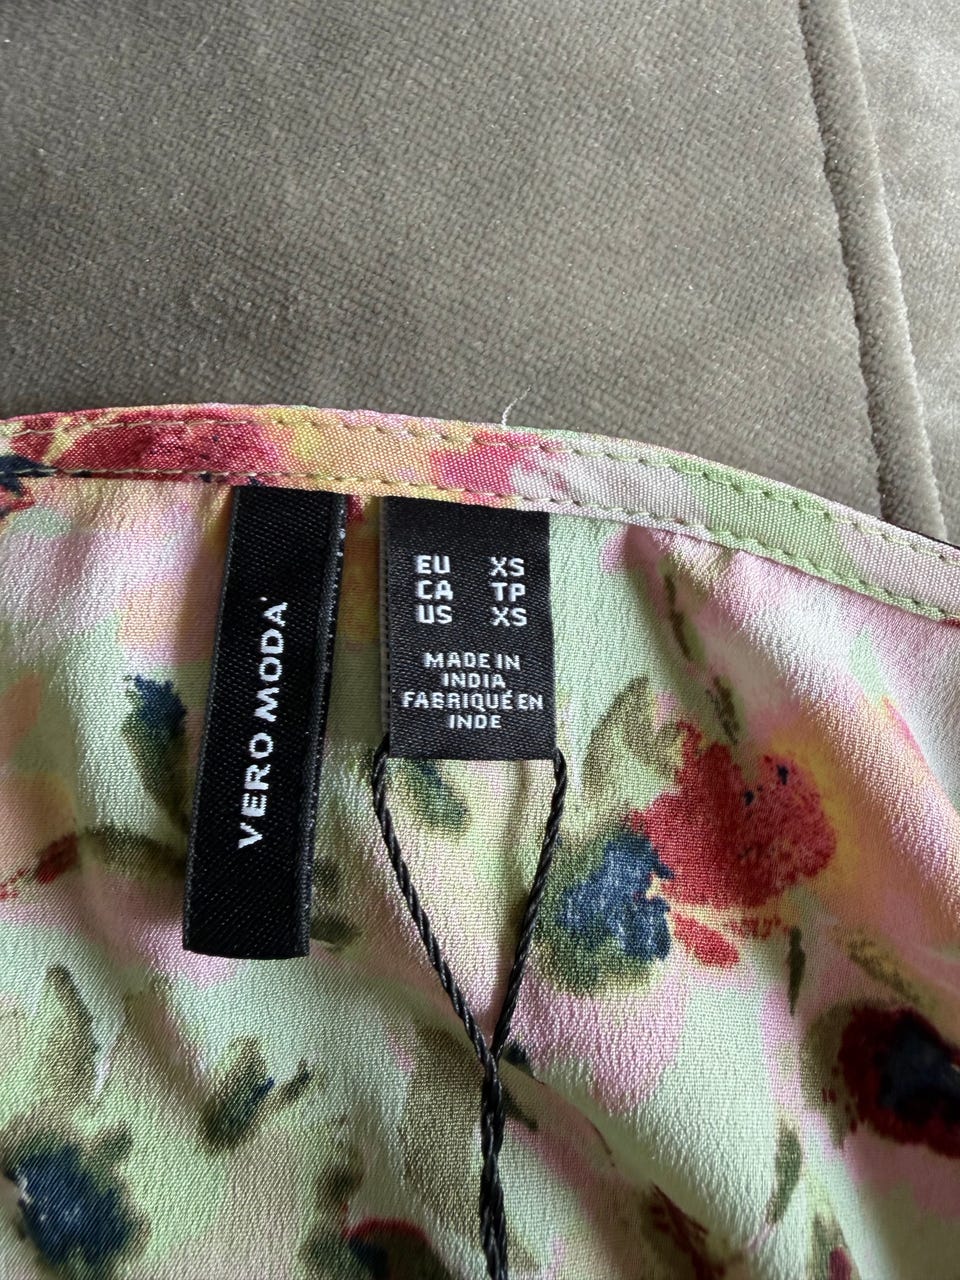 VERO MODA
EU XS
CA TP
US XS
MADE IN
INDIA
FABRIQUÉ EN
INDE